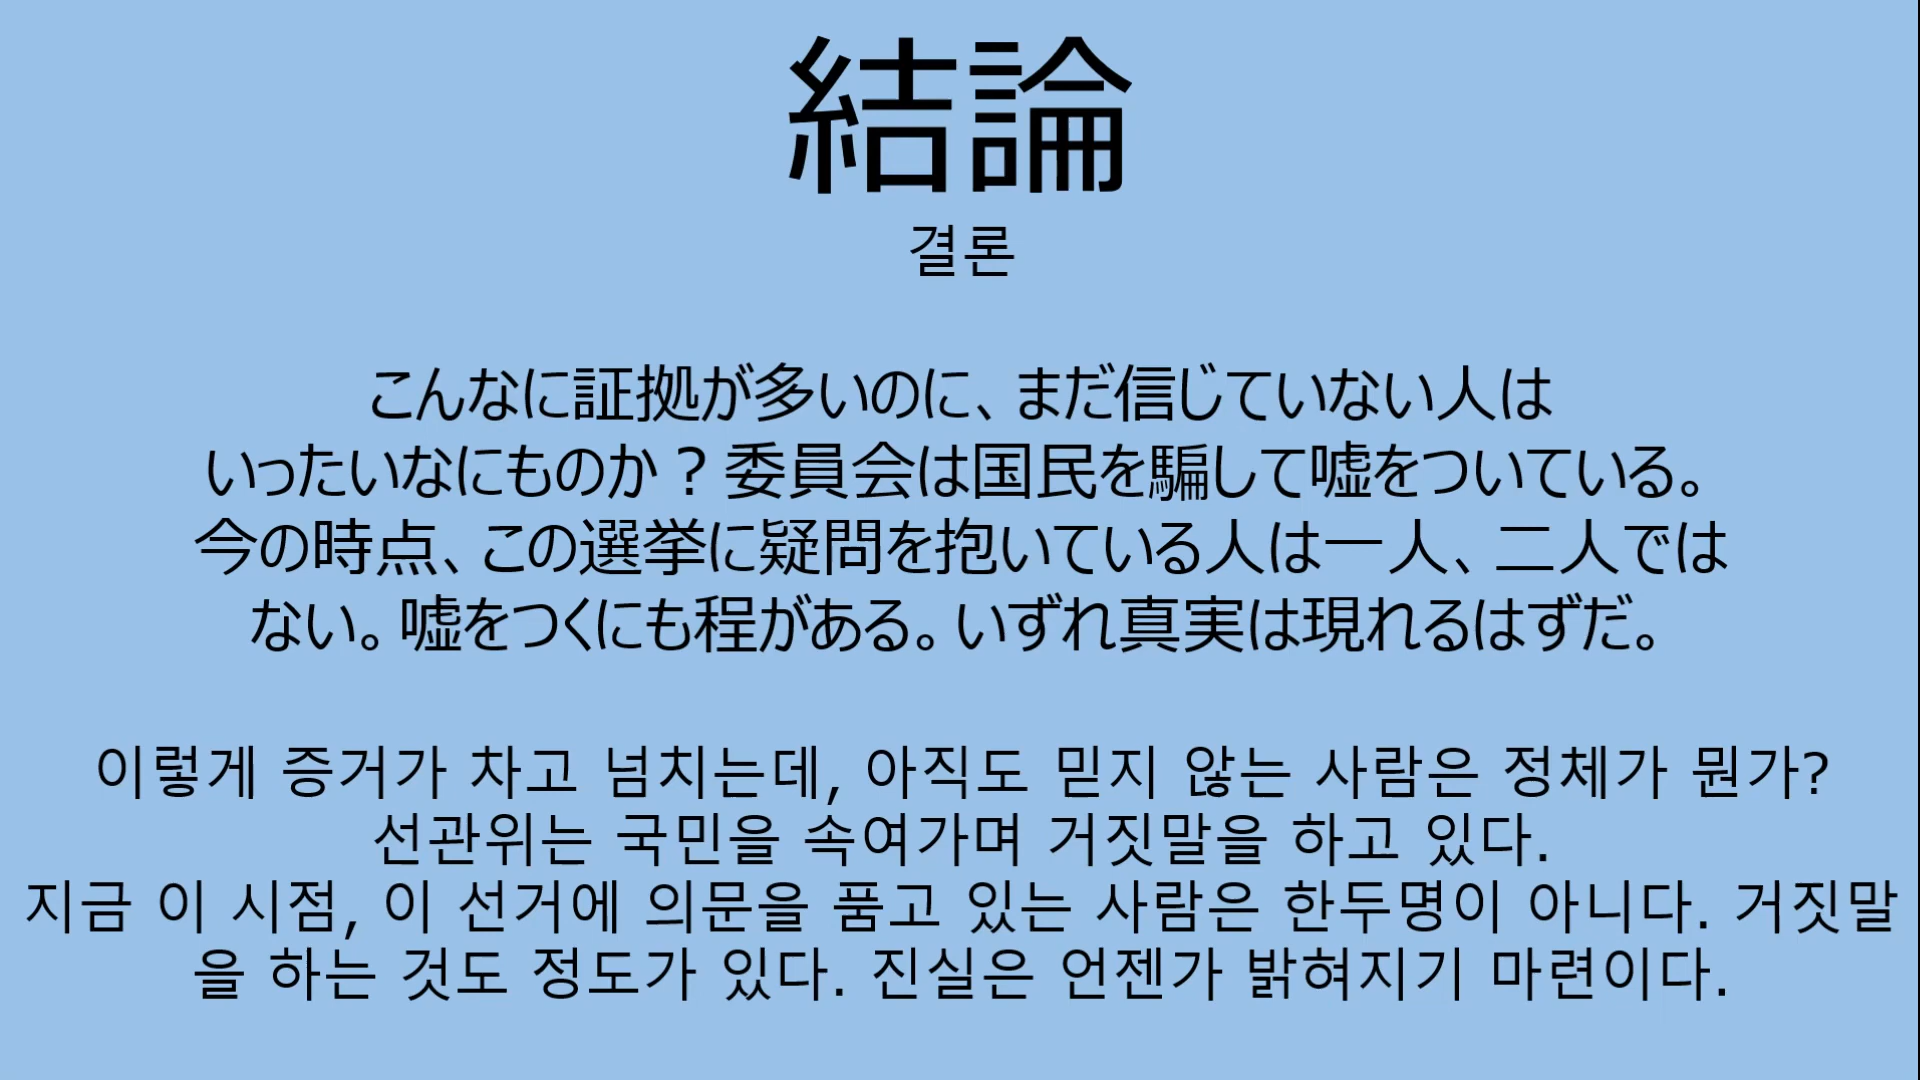 結論
결론
こんなに証拠が多いのに、まだ信じていない人は
いったいなにものか？委員会は国民を騙して嘘をついている。
今の時点、この選挙に疑問を抱いている人は一人、二人では
ない。嘘をつくにも程がある。いずれ真実は現れるはずだ。
이렇게 증거가 차고 넘치는데, 아직도 믿지 않는 사람은 정체가 뭔가?
선관위는 국민을 속여가며 거짓말을 하고 있다.
지금 이 시점, 이 선거에 의문을 품고 있는 사람은 한두명이 아니다. 거짓말
을 하는 것도 정도가 있다. 진실은 언젠가 밝혀지기 마련이다.